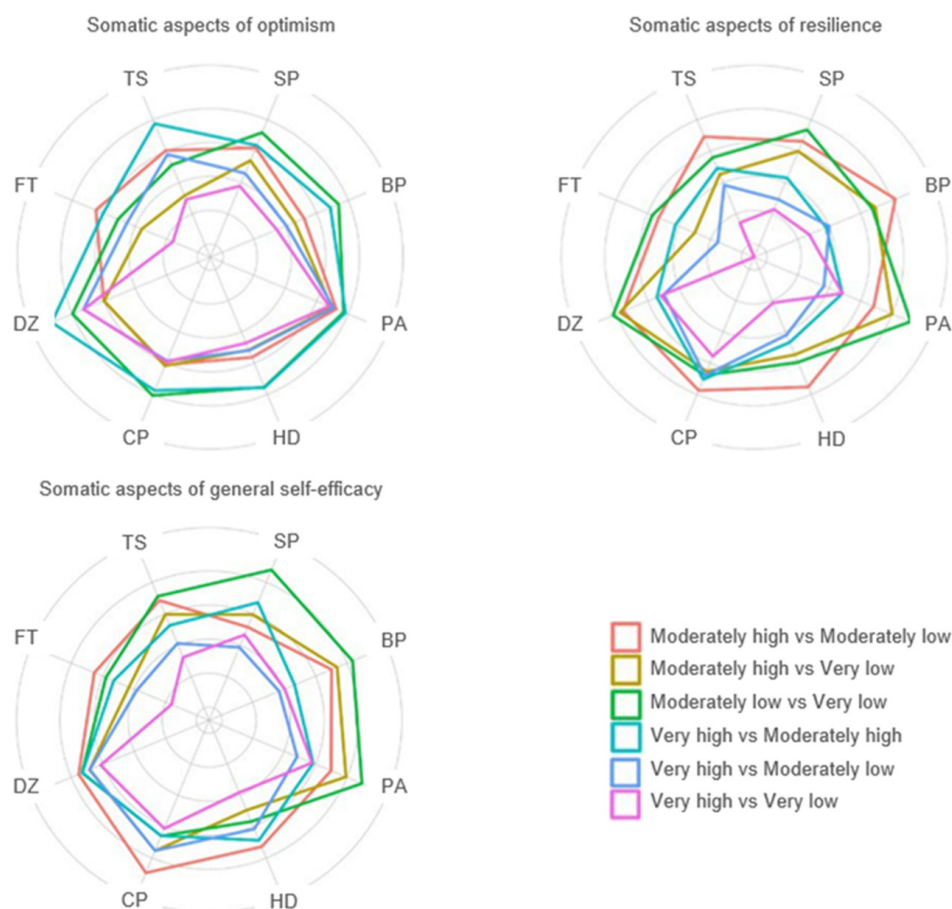 Somatic aspects of optimism
TS
SP
FT
BP
DZ
PA
CP
HD
Somatic aspects of resilience
TS
SP
FT
BP
DZ
PA
CP
HD
Somatic aspects of general self-efficacy
TS
SP
FT
BP
DZ
PA
CP
HD
Moderately high vs Moderately low
Moderately high vs Very low
Moderately low vs Very low
Very high vs Moderately high
Very high vs Moderately low
Very high vs Very low